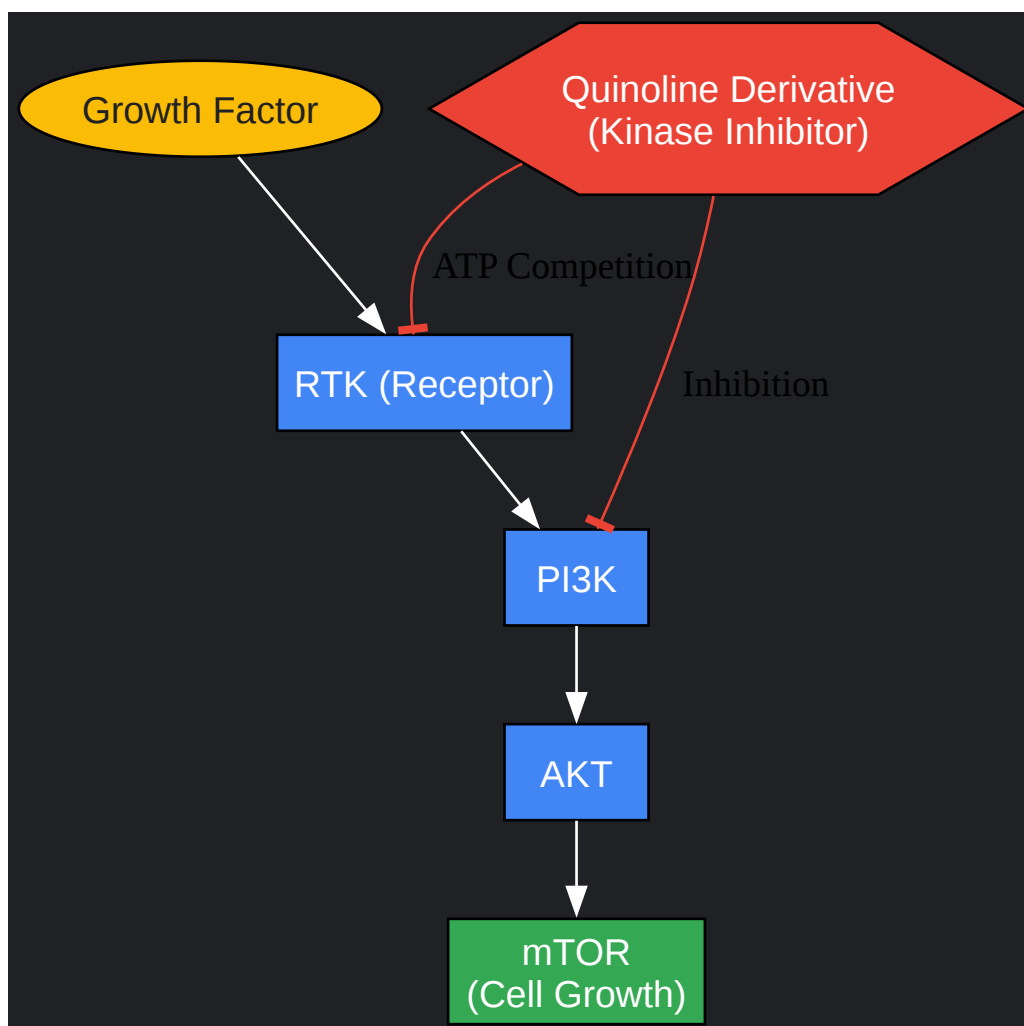 Growth Factor
Quinoline Derivative
(Kinase Inhibitor)
ATP Competition
RTK (Receptor)
Inhibition
PI3K
AKT
mTOR
(Cell Growth)